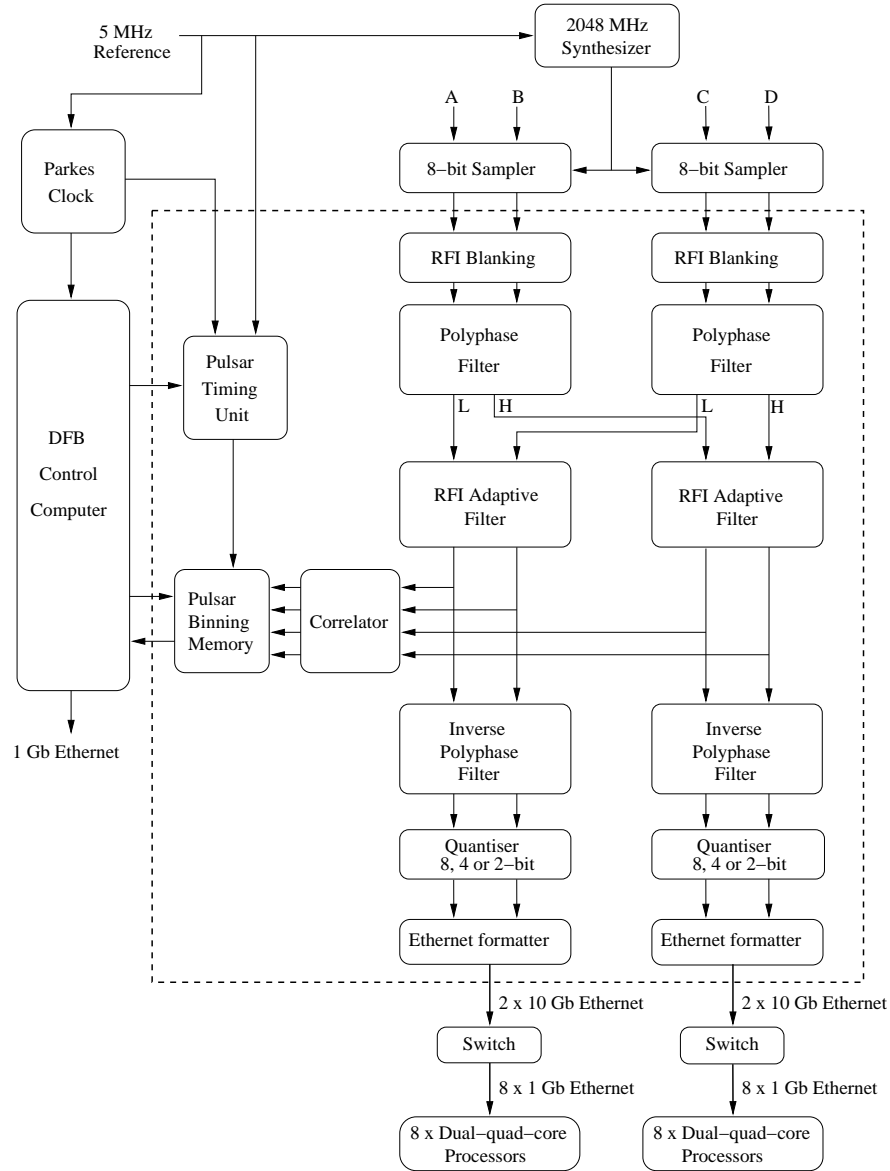 5 MHz
Reference
2048 MHz
Synthesizer
A
B
C
D
Parkes
Clock
8−bit Sampler
8−bit Sampler
RFI Blanking
RFI Blanking
Polyphase
Filter
Polyphase
Filter
Pulsar
Timing
Unit
L
H
L
H
DFB
Control
Computer
RFI Adaptive
Filter
RFI Adaptive
Filter
Pulsar
Binning
Memory
Correlator
Inverse
Polyphase
Filter
Inverse
Polyphase
Filter
1 Gb Ethernet
Quantiser
8, 4 or 2−bit
Quantiser
8, 4 or 2−bit
Ethernet formatter
Ethernet formatter
2 x 10 Gb Ethernet
2 x 10 Gb Ethernet
Switch
Switch
8 x 1 Gb Ethernet
8 x 1 Gb Ethernet
8 x Dual−quad−core
Processors
8 x Dual−quad−core
Processors